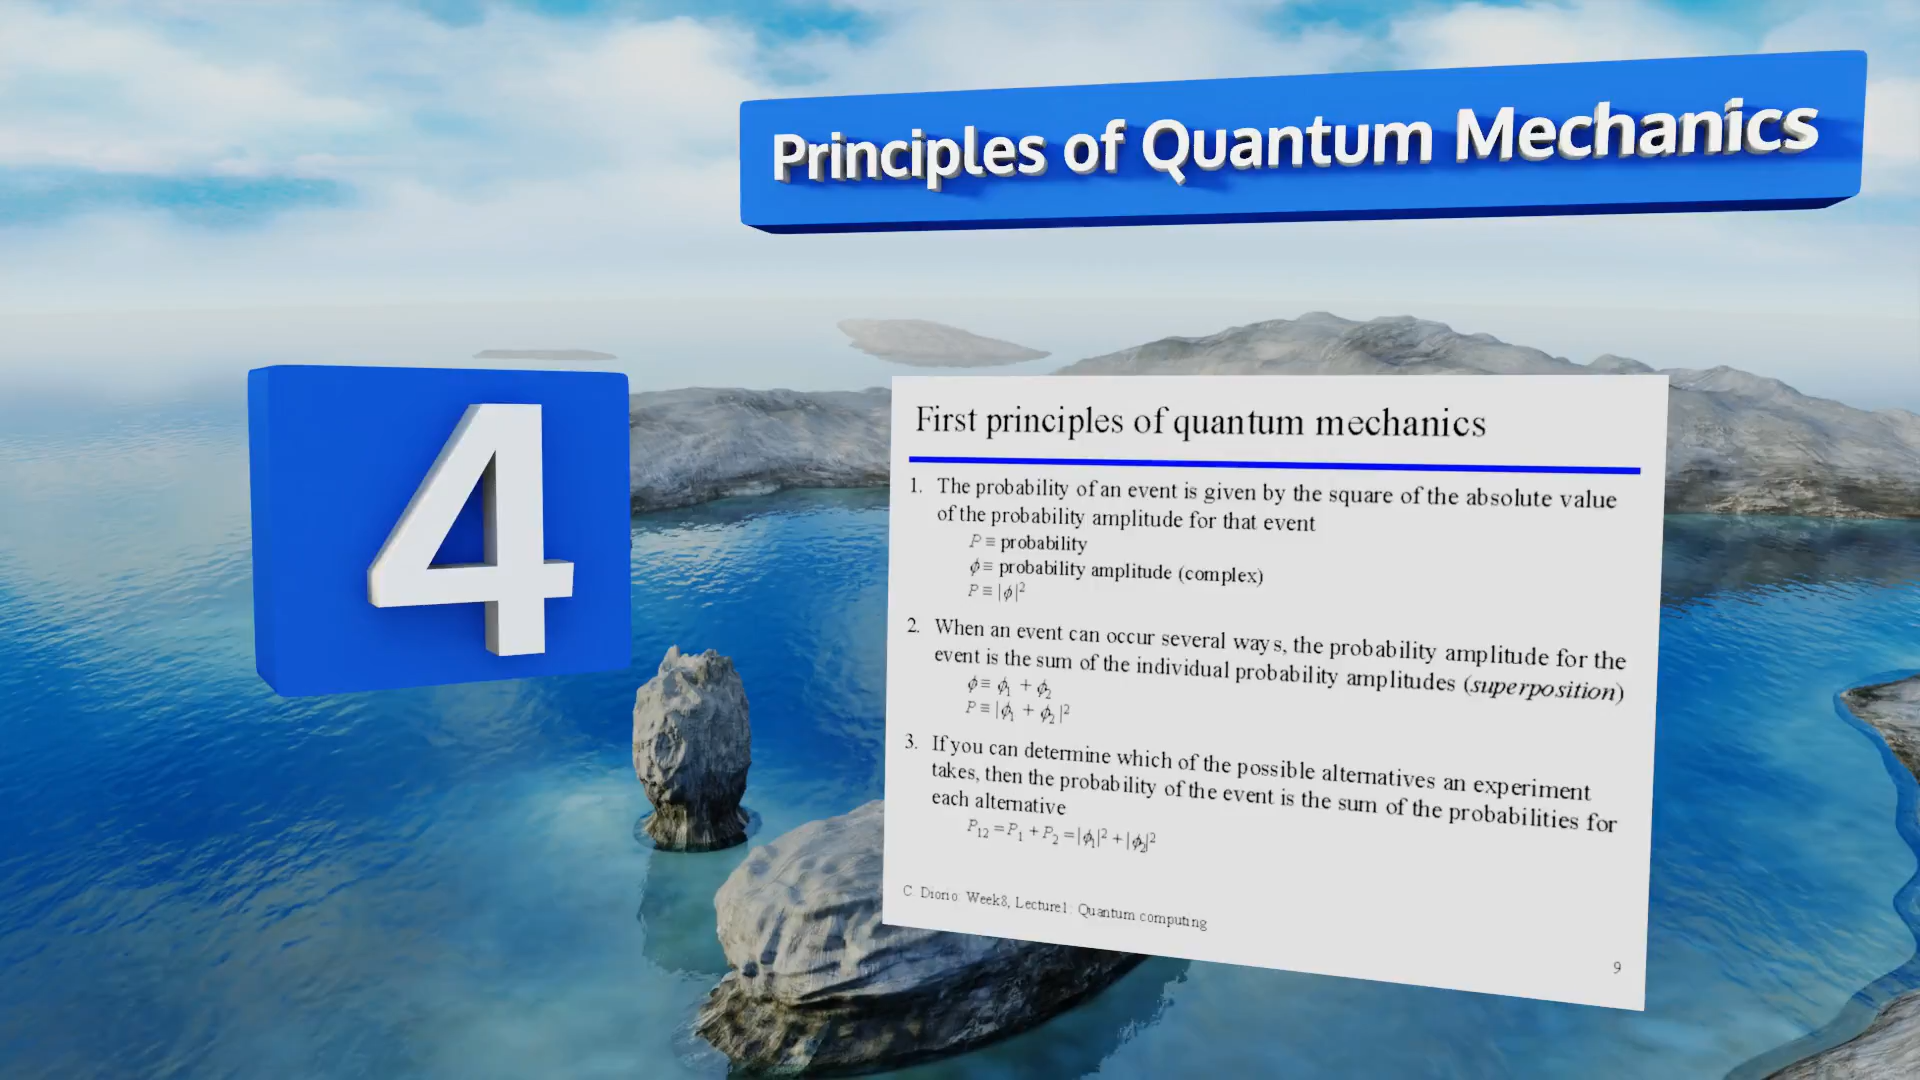 Principles of Quantum Mechanics
4
First principles of quantum mechanics
1. The probability of an event is given by the square of the absolute value
of the probability amplitude for that event
P ≡ probability
ϕ ≡ probability amplitude (complex)
P ≡ |ϕ|²
2. When an event can occur several ways, the probability amplitude for the
event is the sum of the individual probability amplitudes (superposition)
ϕ ≡ ϕ₁ + ϕ₂
P ≡ |ϕ₁ + ϕ₂|²
3. If you can determine which of the possible alternatives an experiment
takes, then the probability of the event is the sum of the probabilities for
each alternative
P₁₂ = P₁ + P₂ = |ϕ₁|² + |ϕ₂|²
C. Diorio: Week8, Lecture1: Quantum computing
9